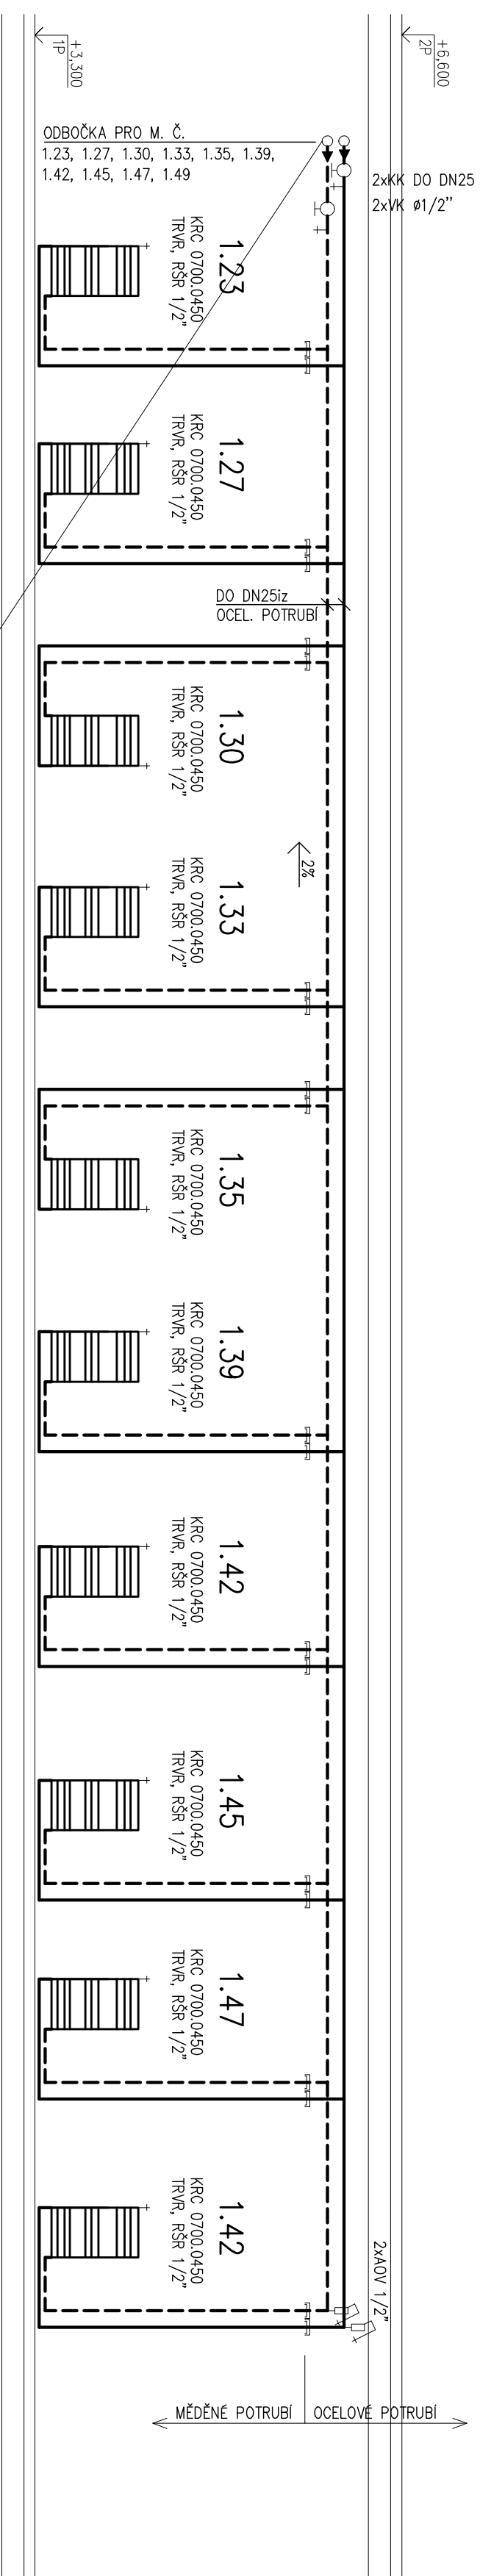 +3,300
1P
+6,600
2P
ODBOČKA PRO M. Č.
1.23, 1.27, 1.30, 1.33, 1.35, 1.39,
1.42, 1.45, 1.47, 1.49
2xKK DO DN25
2xVK ø1/2"
1.23
KRC 0700.0450
TRVR, RŠR 1/2"
1.27
KRC 0700.0450
TRVR, RŠR 1/2"
DO DN25iz
OCEL. POTRUBÍ
1.30
KRC 0700.0450
TRVR, RŠR 1/2"
2%
1.33
KRC 0700.0450
TRVR, RŠR 1/2"
1.35
KRC 0700.0450
TRVR, RŠR 1/2"
1.39
KRC 0700.0450
TRVR, RŠR 1/2"
1.42
KRC 0700.0450
TRVR, RŠR 1/2"
1.45
KRC 0700.0450
TRVR, RŠR 1/2"
1.47
KRC 0700.0450
TRVR, RŠR 1/2"
1.42
KRC 0700.0450
TRVR, RŠR 1/2"
2xAOV 1/2"
MĚDĚNÉ POTRUBÍ
OCELOVÉ POTRUBÍ